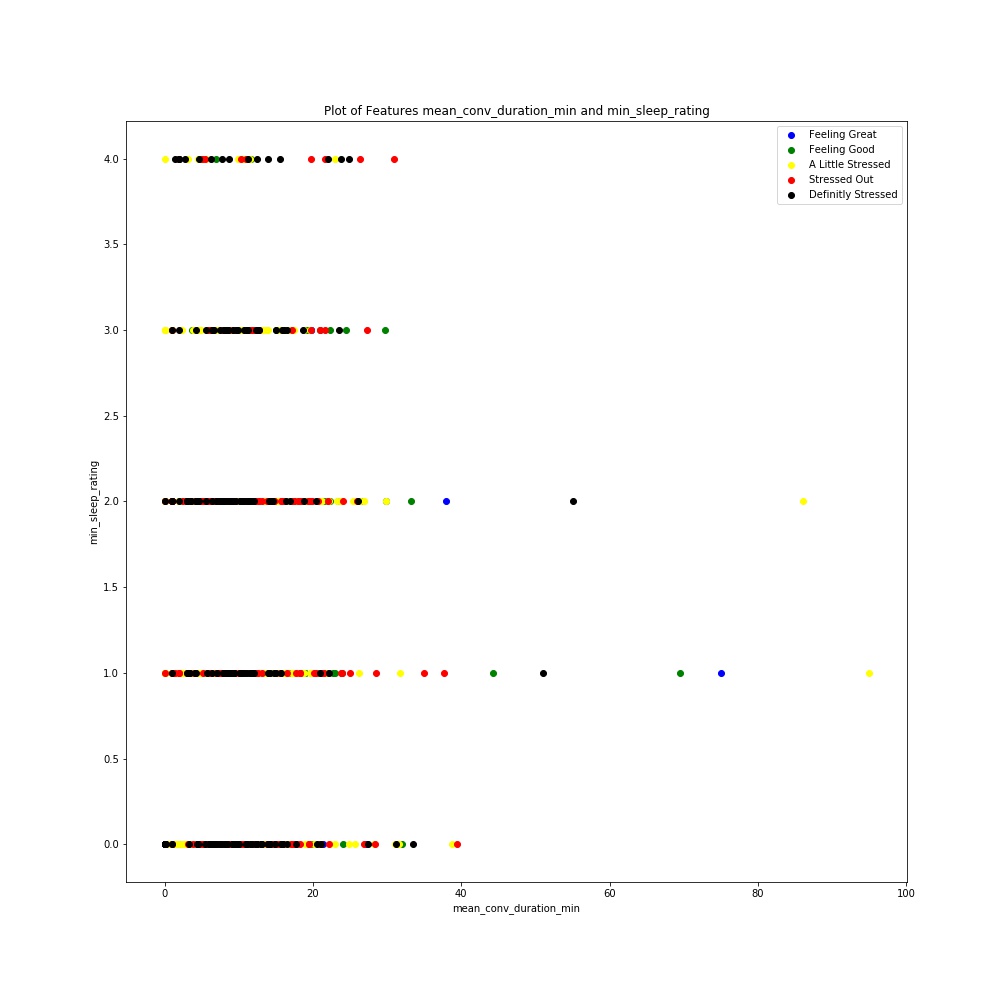 Plot of Features mean_conv_duration_min and min_sleep_rating
Feeling Great
Feeling Good
A Little Stressed
Stressed Out
Definitly Stressed
min_sleep_rating
4.0
3.5
3.0
2.5
2.0
1.5
1.0
0.5
0.0
0
20
40
60
80
100
mean_conv_duration_min